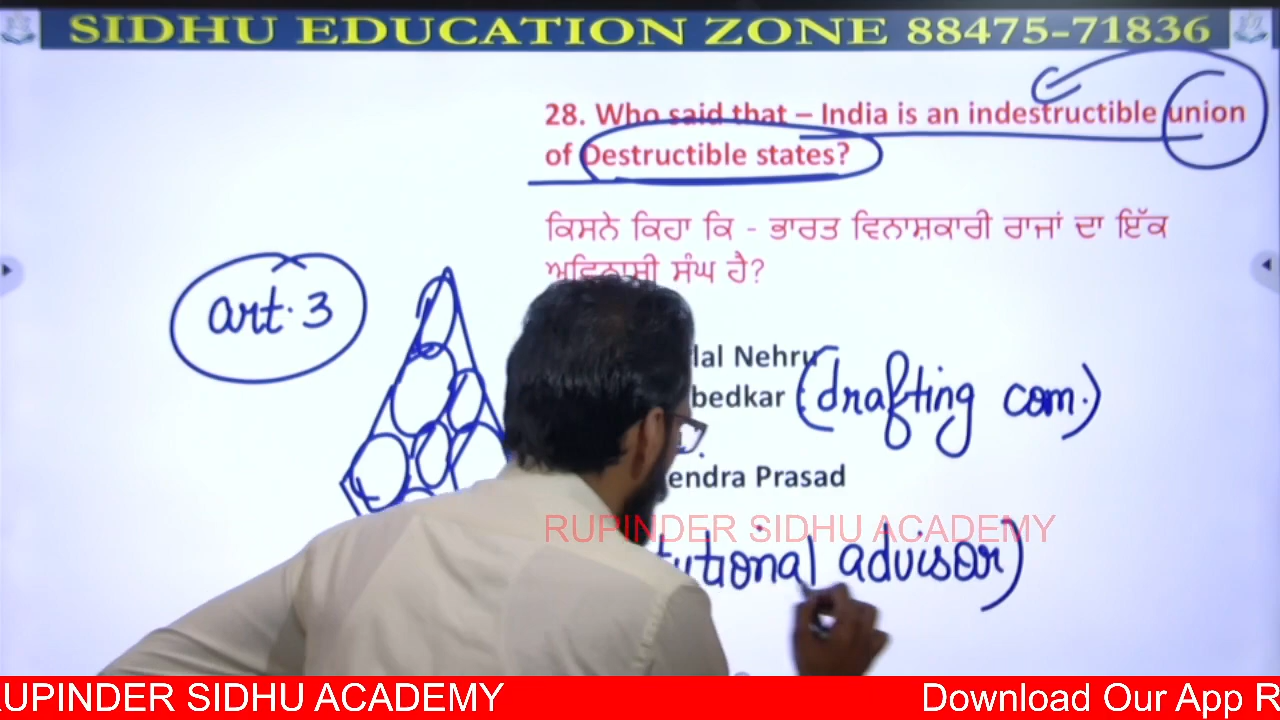 SIDHU EDUCATION ZONE 88475-71836
28. Who said that – India is an indestructible union
of Destructible states?
ਕਿਸਨੇ ਕਿਹਾ ਕਿ - ਭਾਰਤ ਵਿਨਾਸ਼ਕਾਰੀ ਰਾਜਾਂ ਦਾ ਇੱਕ
ਅਵਿਨਾਸ਼ੀ ਸੰਘ ਹੈ?
art. 3
lal Nehru
bedkar (drafting com.)
endra Prasad
RUPINDER SIDHU ACADEMY
tutional advisor)
RUPINDER SIDHU ACADEMY Download Our App R